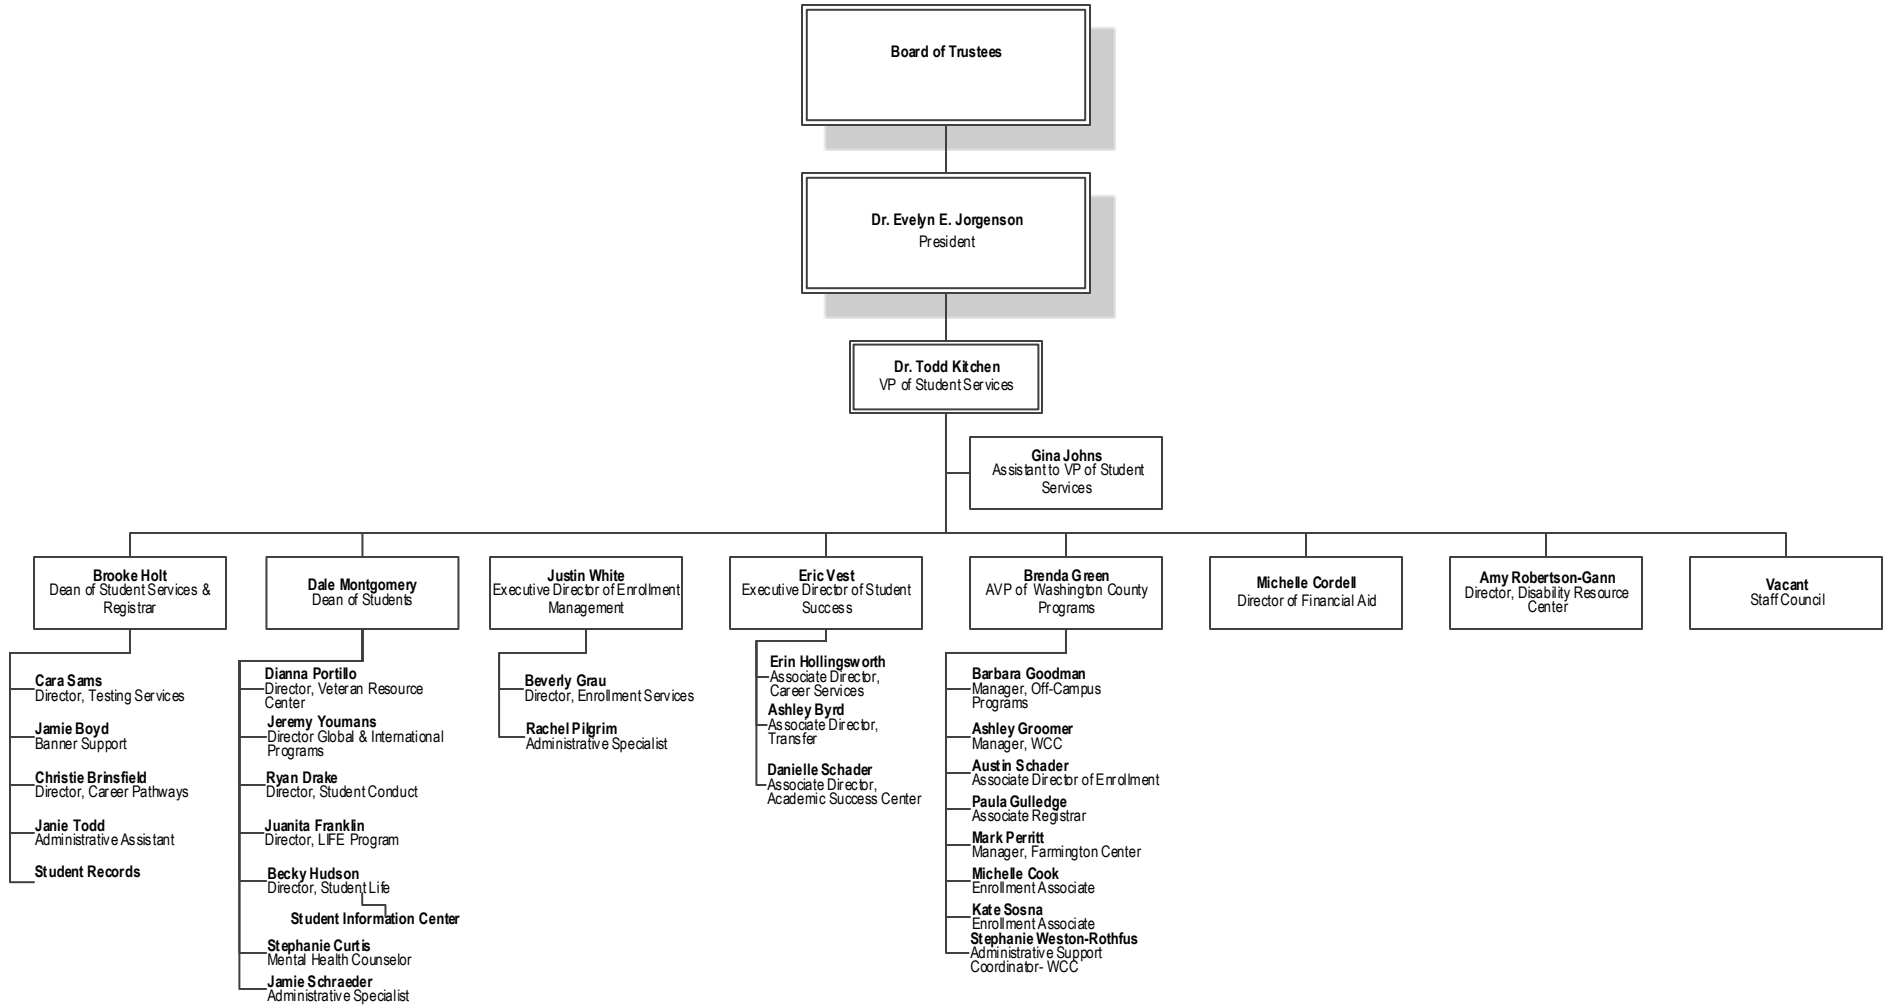 Board of Trustees
Dr. Evelyn E. Jorgenson
President
Dr. Todd Kitchen
VP of Student Services
Gina Johns
Assistant to VP of Student
Services
Brooke Holt
Dean of Student Services &
Registrar
Dale Montgomery
Dean of Students
Justin White
Executive Director of Enrollment
Management
Eric Vest
Executive Director of Student
Success
Brenda Green
AVP of Washington County
Programs
Michelle Cordell
Director of Financial Aid
Amy Robertson-Gann
Director, Disability Resource
Center
Vacant
Staff Council
Cara Sams
Director, Testing Services
Jamie Boyd
Banner Support
Christie Brinsfield
Director, Career Pathways
Janie Todd
Administrative Assistant
Student Records
Dianna Portillo
Director, Veteran Resource
Center
Jeremy Youmans
Director Global & International
Programs
Ryan Drake
Director, Student Conduct
Juanita Franklin
Director, LIFE Program
Becky Hudson
Director, Student Life
Student Information Center
Stephanie Curtis
Mental Health Counselor
Jamie Schraeder
Administrative Specialist
Beverly Grau
Director, Enrollment Services
Rachel Pilgrim
Administrative Specialist
Erin Hollingsworth
Associate Director,
Career Services
Ashley Byrd
Associate Director,
Transfer
Danielle Schader
Associate Director,
Academic Success Center
Barbara Goodman
Manager, Off-Campus
Programs
Ashley Groomer
Manager, WCC
Austin Schader
Associate Director of Enrollment
Paula Gulledge
Associate Registrar
Mark Perritt
Manager, Farmington Center
Michelle Cook
Enrollment Associate
Kate Sosna
Enrollment Associate
Stephanie Weston-Rothfus
Administrative Support
Coordinator- WCC